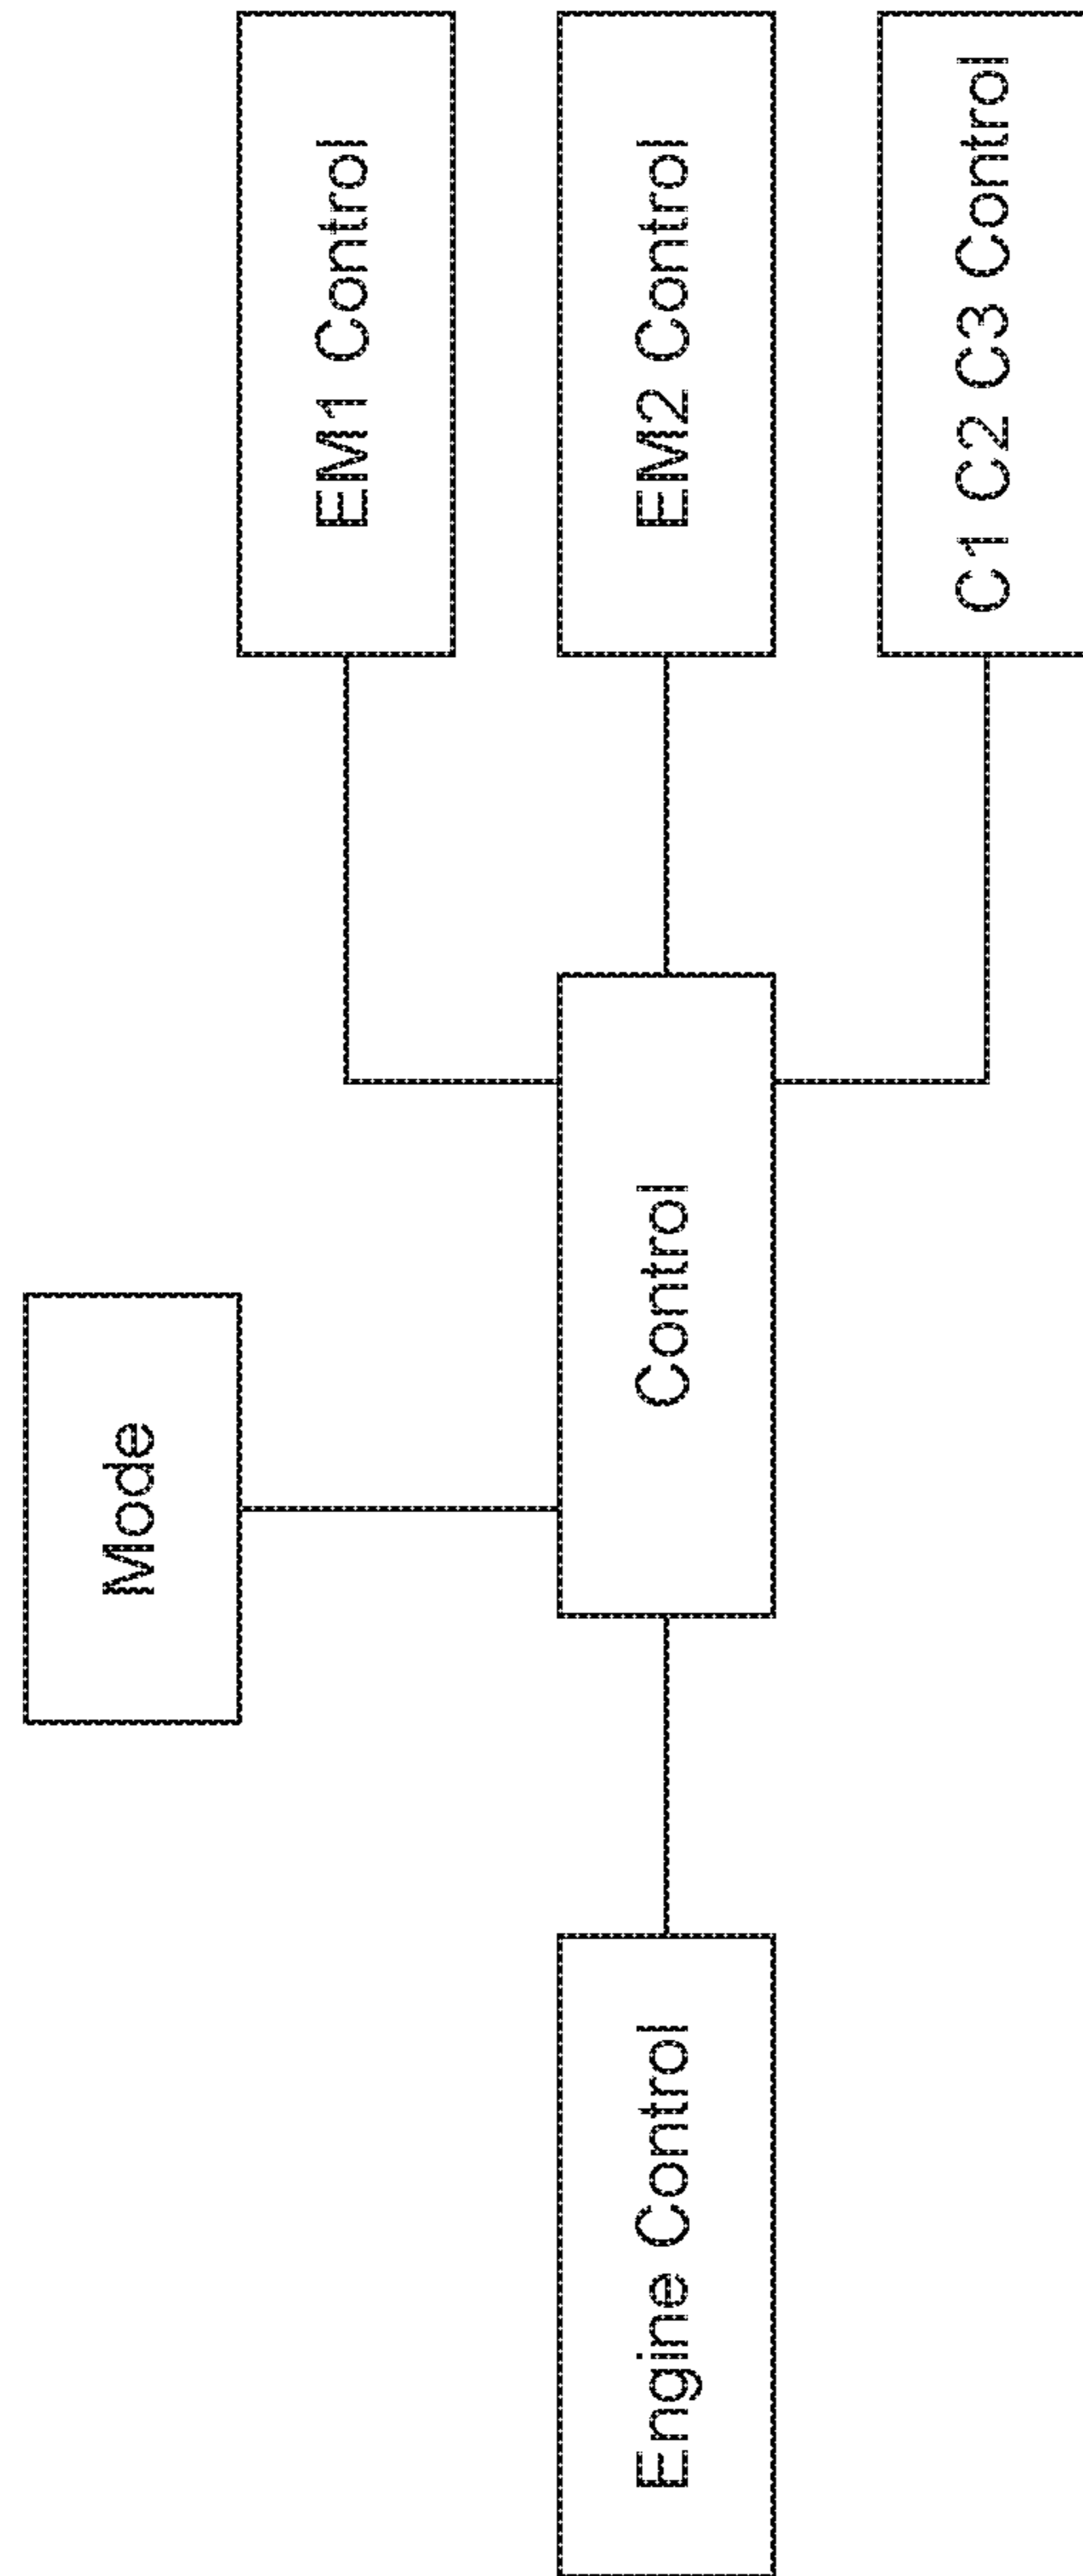 Mode
EM1 Control
Engine Control
Control
EM2 Control
C1 C2 C3 Control